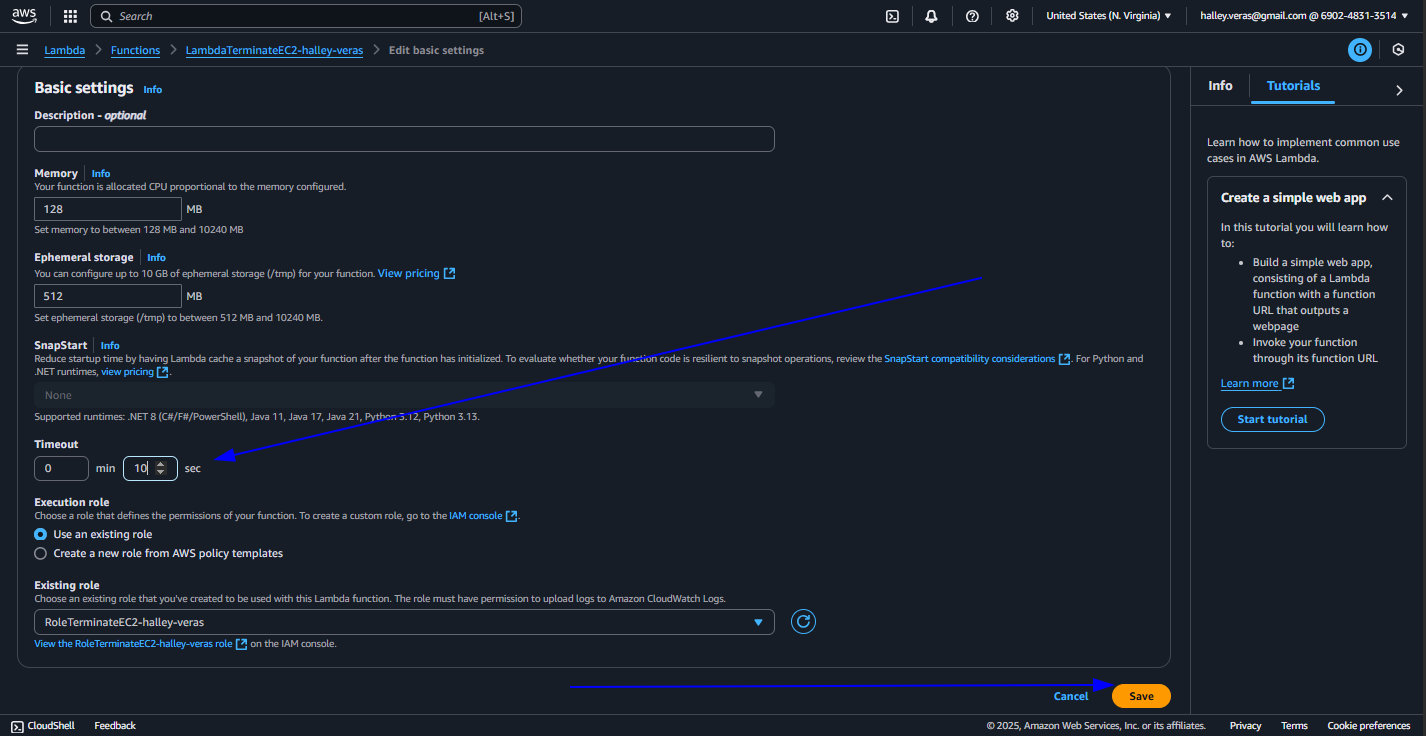 aws
Search [Alt+S]
United States (N. Virginia)
halley.veras@gmail.com @ 6902-4831-3514
Lambda > Functions > LambdaTerminateEC2-halley-veras > Edit basic settings
Basic settings Info
Description - optional
Memory Info
Your function is allocated CPU proportional to the memory configured.
128 MB
Set memory to between 128 MB and 10240 MB
Ephemeral storage Info
You can configure up to 10 GB of ephemeral storage (/tmp) for your function. View pricing
512 MB
Set ephemeral storage (/tmp) to between 512 MB and 10240 MB.
SnapStart Info
Reduce startup time by having Lambda cache a snapshot of your function after the function has initialized. To evaluate whether your function code is resilient to snapshot operations, review the SnapStart compatibility considerations. For Python and
.NET runtimes, view pricing.
None
Supported runtimes: .NET 8 (C#/F#/PowerShell), Java 11, Java 17, Java 21, Python 3.12, Python 3.13.
Timeout
0 min 10 sec
Execution role
Choose a role that defines the permissions of your function. To create a custom role, go to the IAM console.
Use an existing role
Create a new role from AWS policy templates
Existing role
Choose an existing role that you've created to be used with this Lambda function. The role must have permission to upload logs to Amazon CloudWatch Logs.
RoleTerminateEC2-halley-veras
View the RoleTerminateEC2-halley-veras role on the IAM console.
Cancel Save
Info Tutorials
Learn how to implement common use
cases in AWS Lambda.
Create a simple web app
In this tutorial you will learn how
to:
• Build a simple web app,
consisting of a Lambda
function with a function
URL that outputs a
webpage
• Invoke your function
through its function URL
Learn more
Start tutorial
CloudShell Feedback
© 2025, Amazon Web Services, Inc. or its affiliates. Privacy Terms Cookie preferences